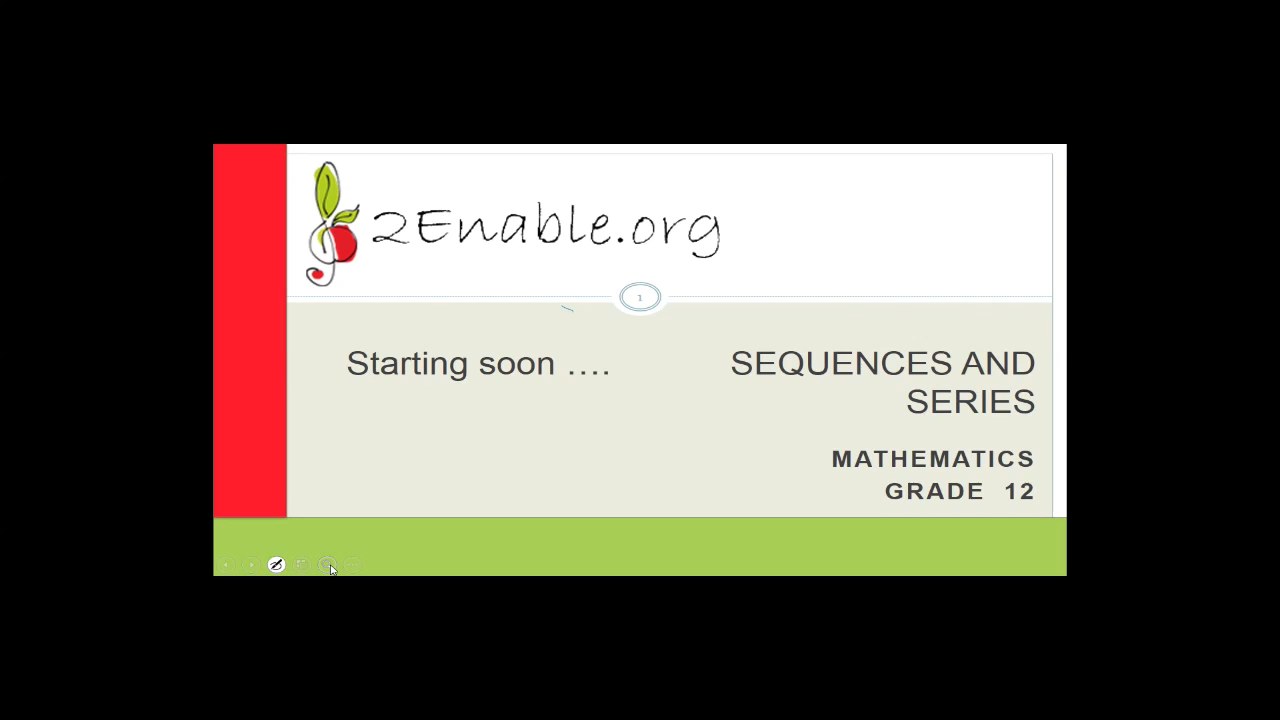 2Enable.org
1
Starting soon ....
SEQUENCES AND
SERIES
MATHEMATICS
GRADE 12